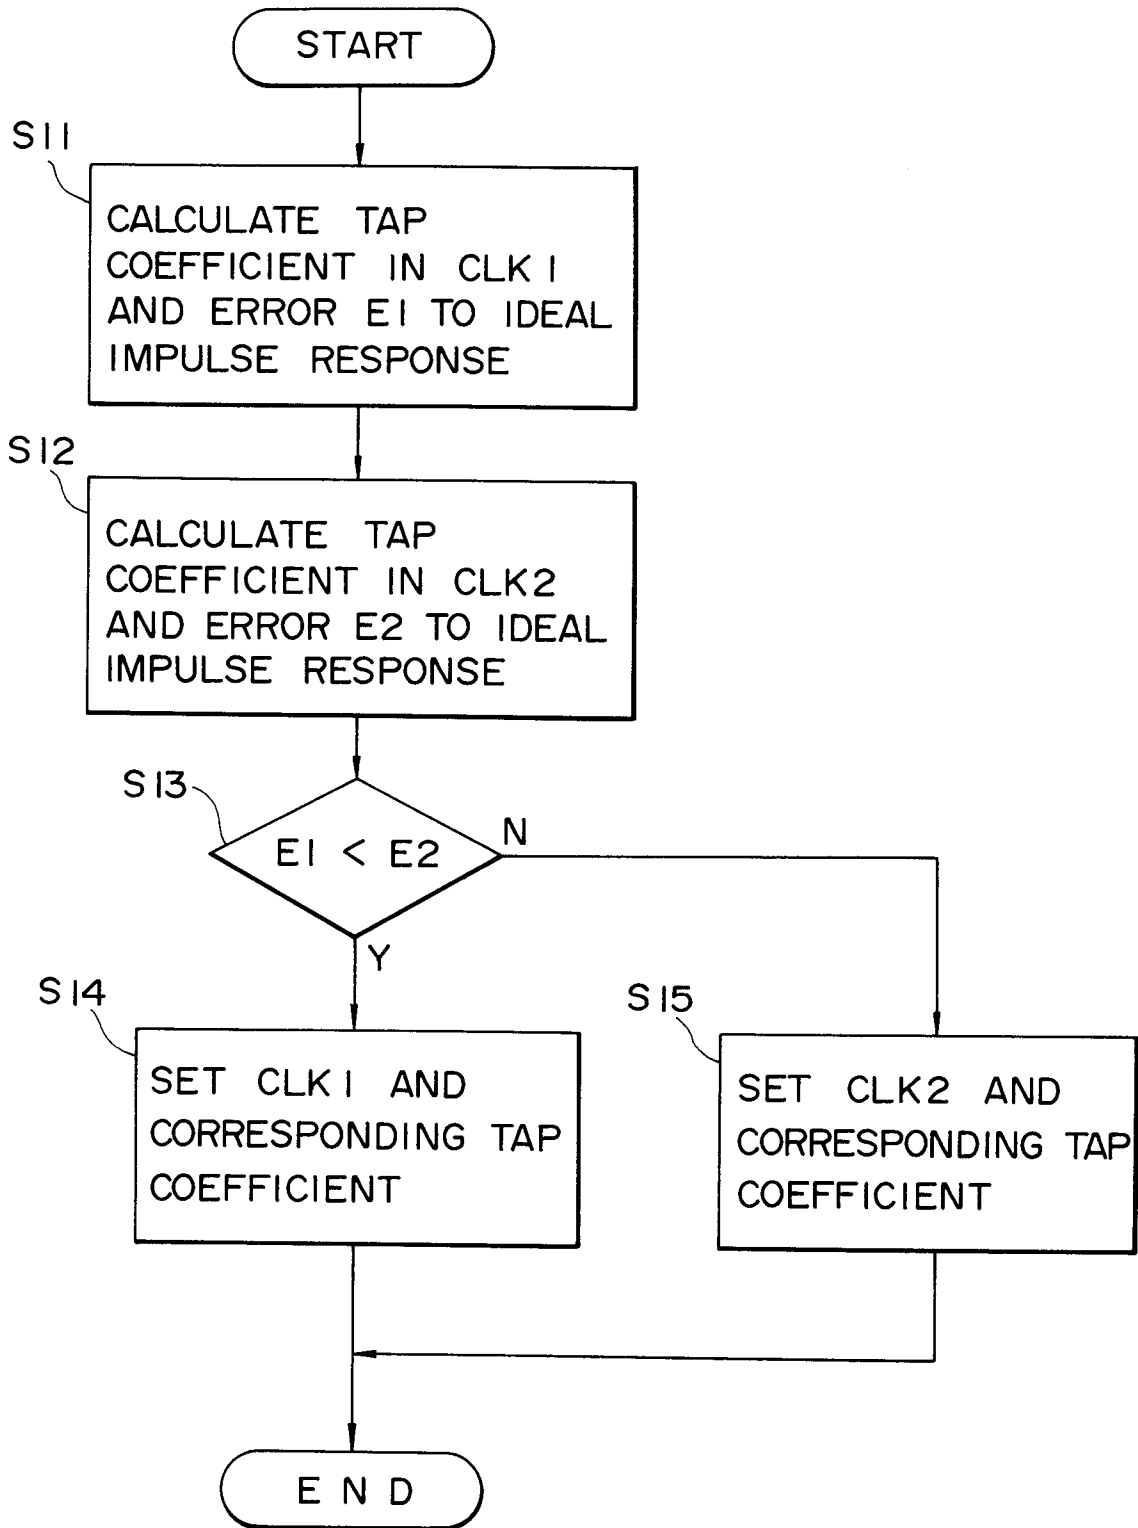 START
S11
CALCULATE TAP
COEFFICIENT IN CLK1
AND ERROR E1 TO IDEAL
IMPULSE RESPONSE
S12
CALCULATE TAP
COEFFICIENT IN CLK2
AND ERROR E2 TO IDEAL
IMPULSE RESPONSE
S13
E1 < E2
N
Y
S14
SET CLK1 AND
CORRESPONDING TAP
COEFFICIENT
S15
SET CLK2 AND
CORRESPONDING TAP
COEFFICIENT
END